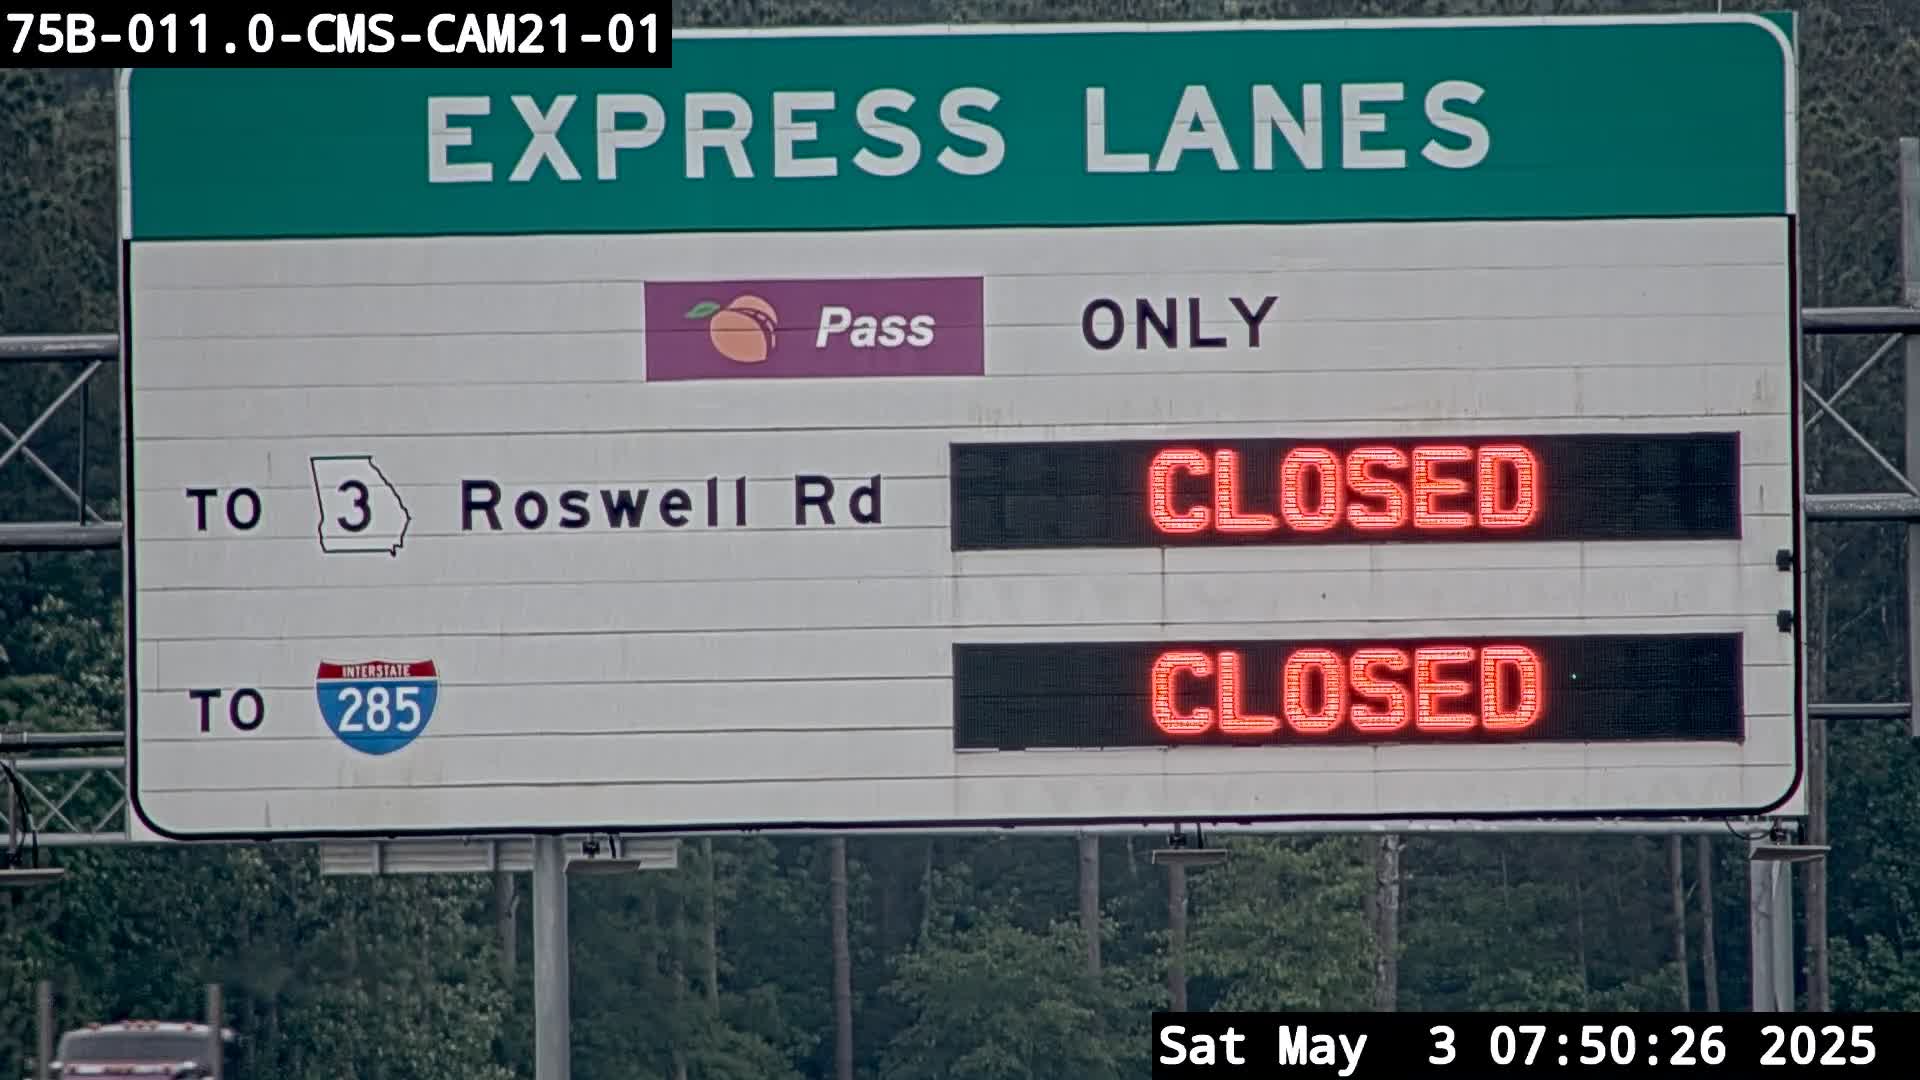 75B-011.0-CMS-CAM21-01
EXPRESS LANES
Pass ONLY
TO 3 Roswell Rd CLOSED
INTERSTATE
TO 285 CLOSED
Sat May 3 07:50:26 2025